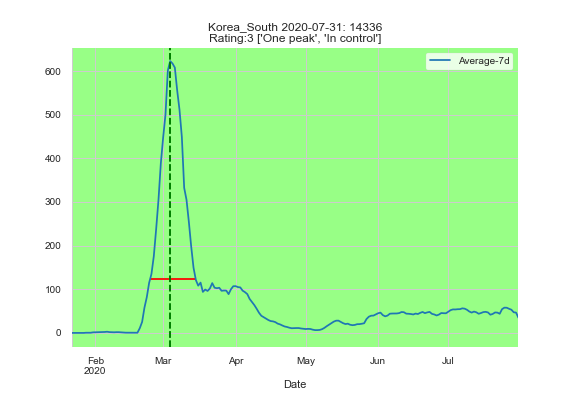 Korea_South 2020-07-31: 14336
Rating:3 ['One peak', 'In control']
Average-7d
600
500
400
300
200
100
0
Feb Mar Apr May Jun Jul
2020
Date